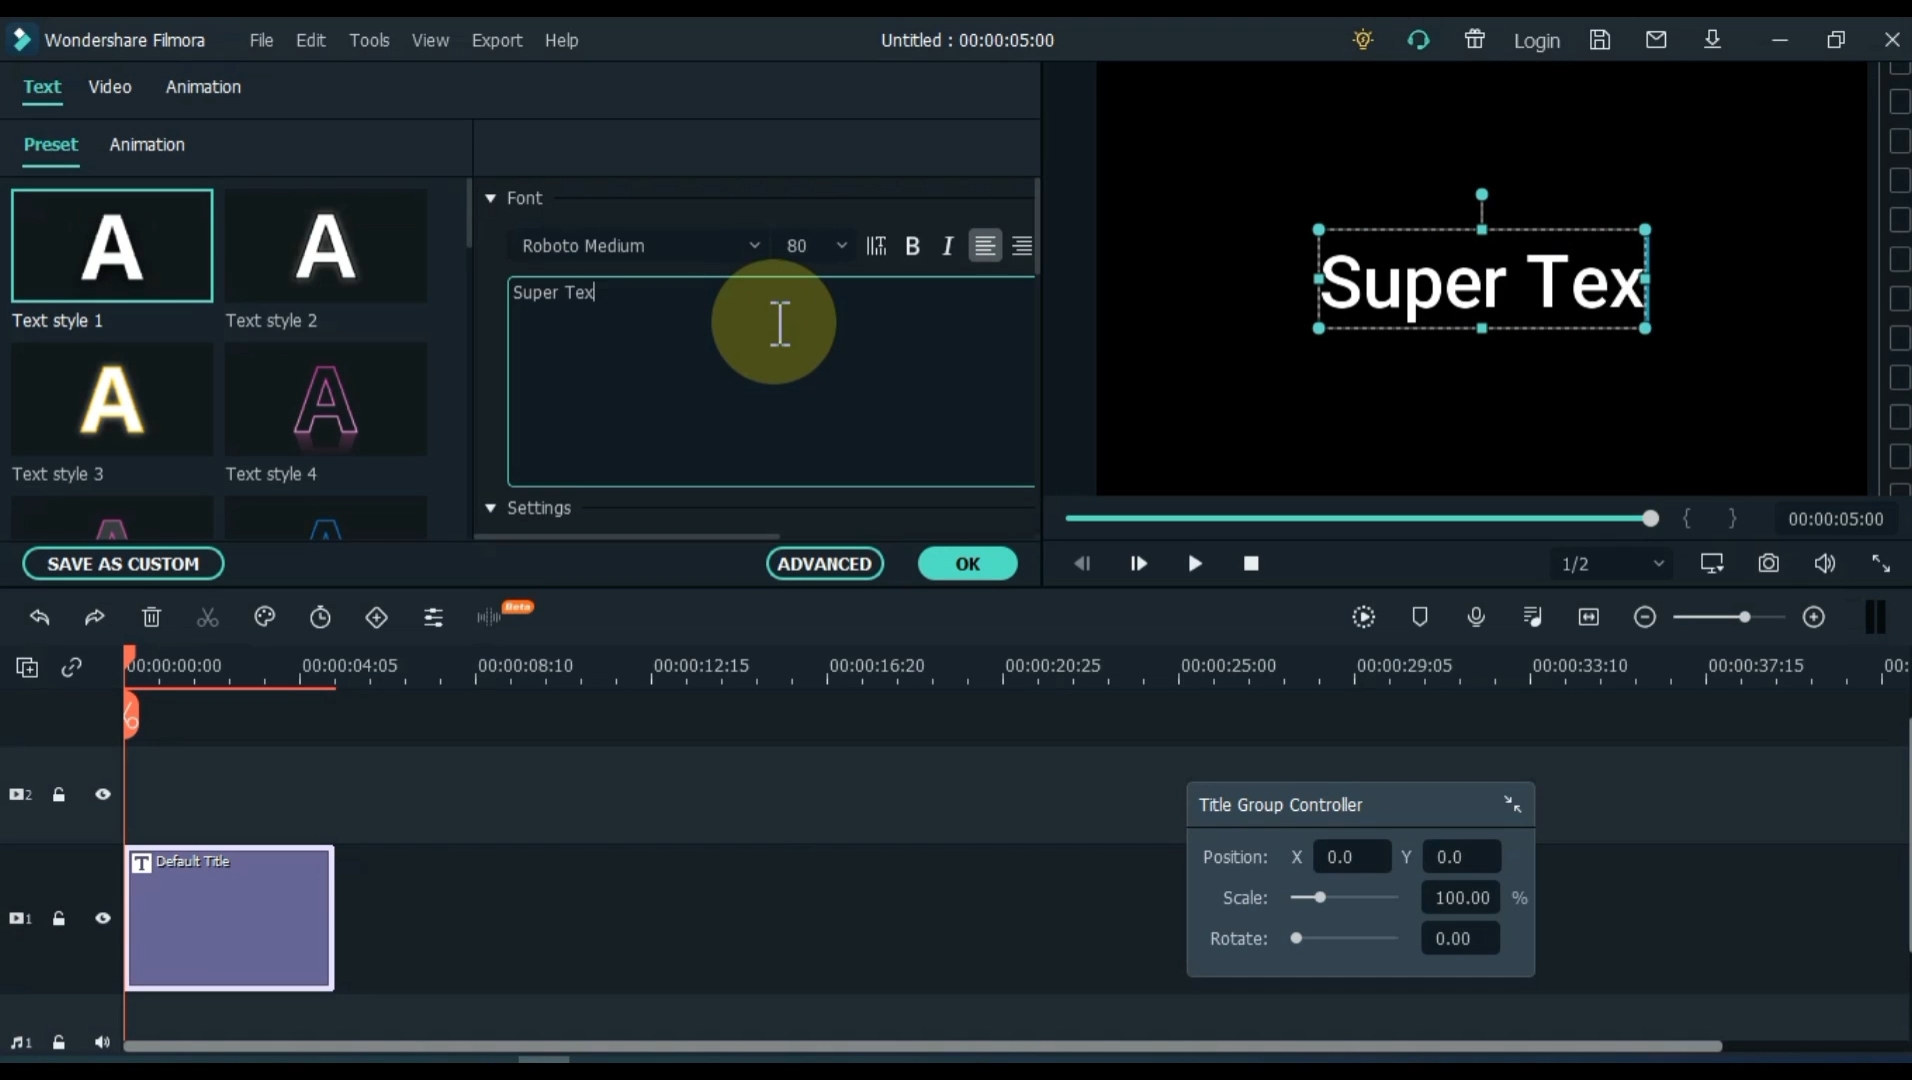 Wondershare Filmora File Edit Tools View Export Help Untitled : 00:00:05:00 Login
Text Video Animation
Preset Animation
A A
Text style 1 Text style 2
A A
Text style 3 Text style 4
A A
Font
Roboto Medium 80 B I
Super Tex
Settings
SAVE AS CUSTOM ADVANCED OK
Super Tex
{ } 00:00:05:00
1/2
Beta
00:00:00:00 00:00:04:05 00:00:08:10 00:00:12:15 00:00:16:20 00:00:20:25 00:00:25:00 00:00:29:05 00:00:33:10 00:00:37:15 00:
2
T Default Title
1
1
Title Group Controller
Position: X 0.0 Y 0.0
Scale: 100.00 %
Rotate: 0.00